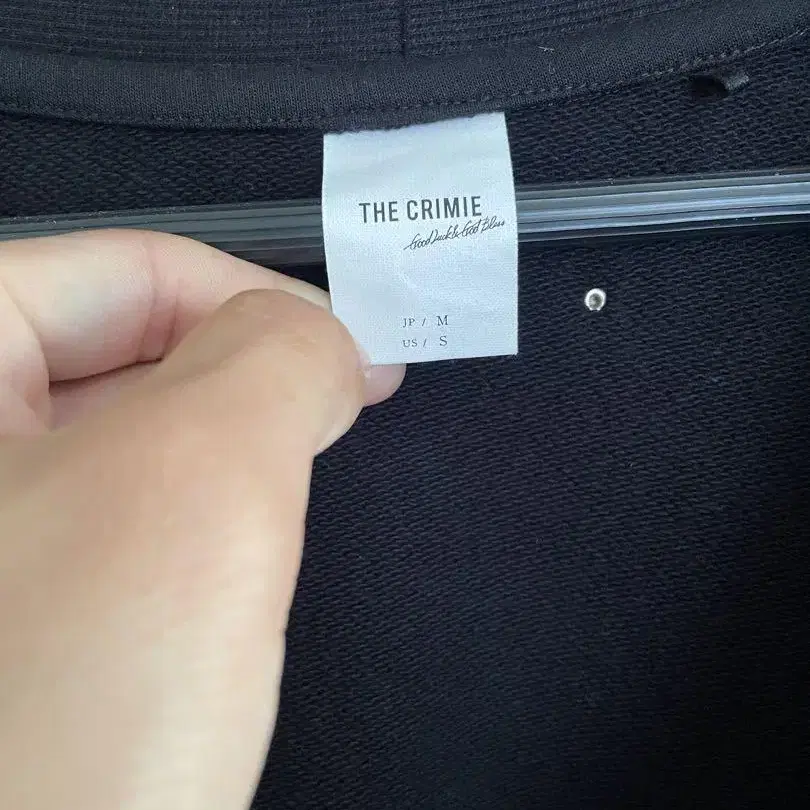 THE CRIMIE
Good Luck & God Bless
JP / M
US / S